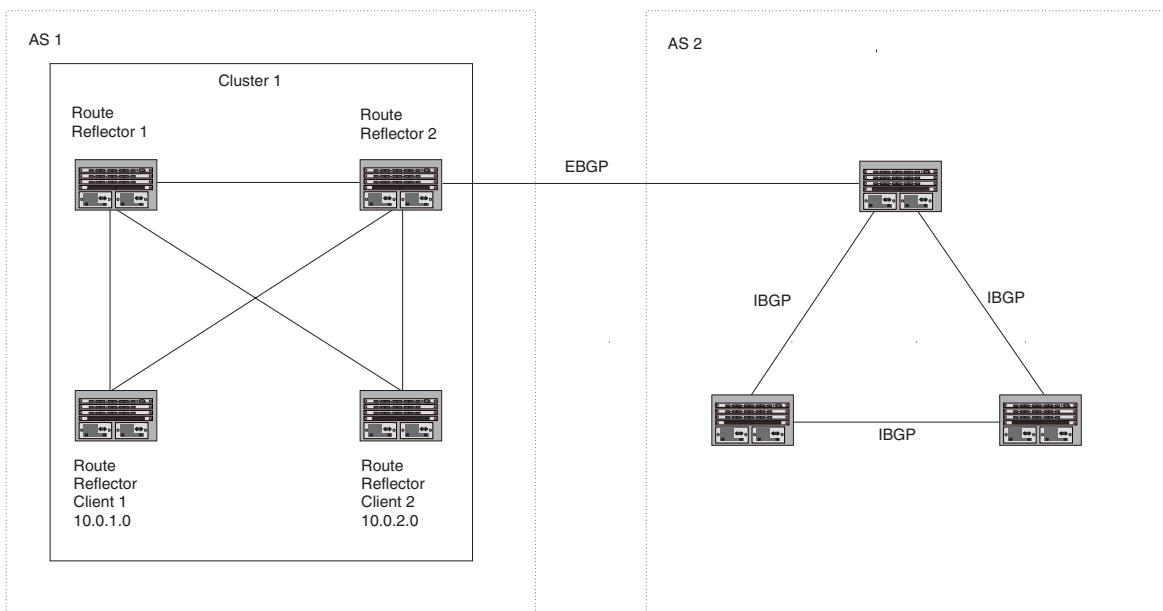 AS 1
AS 2
Cluster 1
Route
Reflector 1
Route
Reflector 2
EBGP
IBGP
IBGP
IBGP
Route
Reflector
Client 1
10.0.1.0
Route
Reflector
Client 2
10.0.2.0